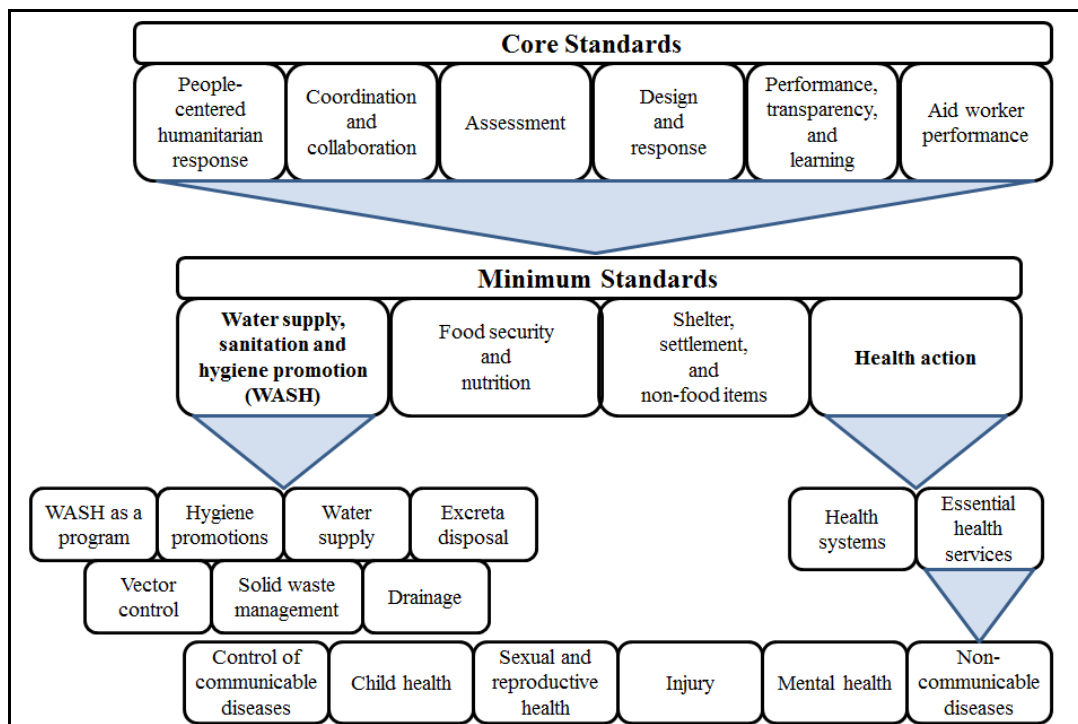 Core Standards
People-
centered
humanitarian
response
Coordination
and
collaboration
Assessment
Design
and
response
Performance,
transparency,
and
learning
Aid worker
performance
Minimum Standards
Water supply,
sanitation and
hygiene promotion
(WASH)
Food security
and
nutrition
Shelter,
settlement,
and
non-food items
Health action
WASH as a
program
Hygiene
promotions
Water
supply
Excreta
disposal
Health
systems
Essential
health
services
Vector
control
Solid waste
management
Drainage
Control of
communicable
diseases
Child health
Sexual and
reproductive
health
Injury
Mental health
Non-
communicable
diseases